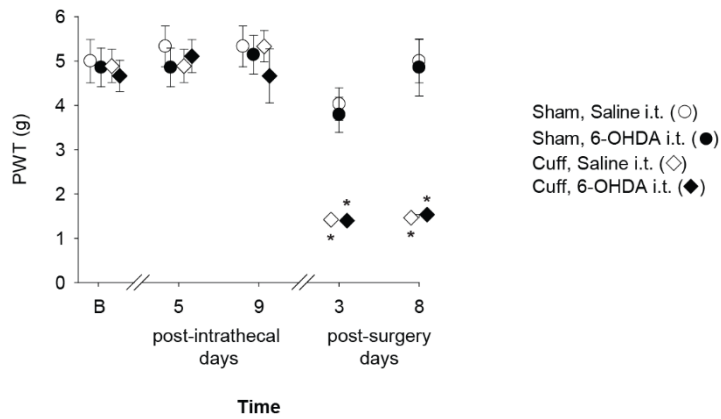 6
5
4
3
2
1
0
PWT (g)
B
5
9
3
8
post-intrathecal
days
post-surgery
days
Time
*
*
*
*
Sham, Saline i.t. (○)
Sham, 6-OHDA i.t. (●)
Cuff, Saline i.t. (◇)
Cuff, 6-OHDA i.t. (◆)